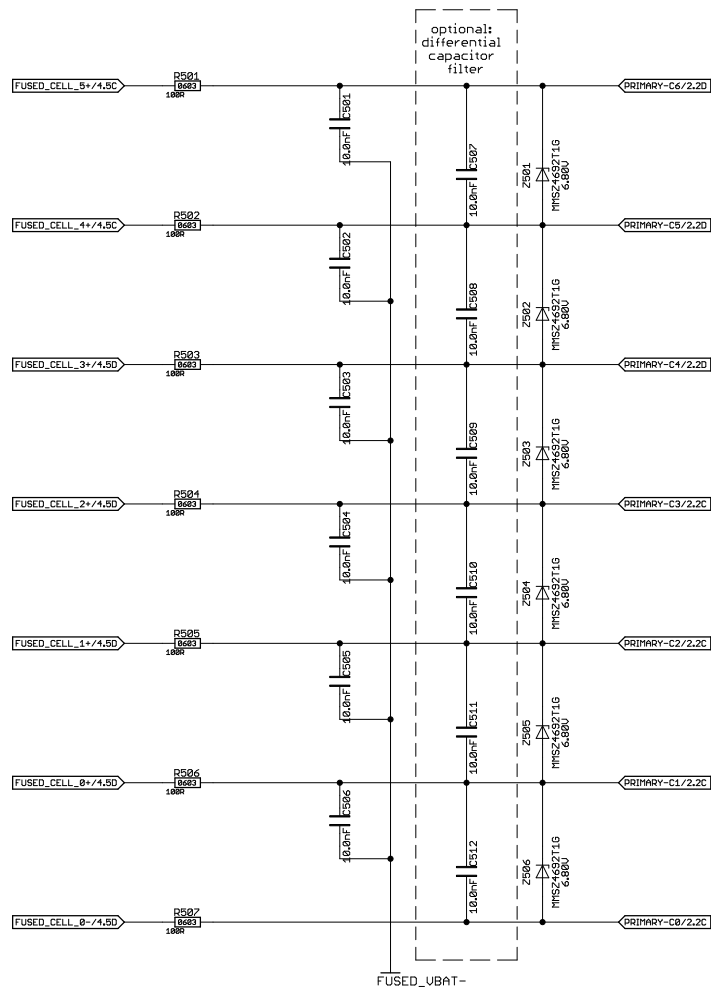 optional:
differential
capacitor
filter
FUSED_CELL_5+/4.5C
R501
0603
100R
C501
10.0nF
C507
10.0nF
Z501
MMSZ4692T1G
6.80V
PRIMARY-C6/2.2D
FUSED_CELL_4+/4.5C
R502
0603
100R
C502
10.0nF
C508
10.0nF
Z502
MMSZ4692T1G
6.80V
PRIMARY-C5/2.2D
FUSED_CELL_3+/4.5D
R503
0603
100R
C503
10.0nF
C509
10.0nF
Z503
MMSZ4692T1G
6.80V
PRIMARY-C4/2.2D
FUSED_CELL_2+/4.5D
R504
0603
100R
C504
10.0nF
C510
10.0nF
Z504
MMSZ4692T1G
6.80V
PRIMARY-C3/2.2C
FUSED_CELL_1+/4.5D
R505
0603
100R
C505
10.0nF
C511
10.0nF
Z505
MMSZ4692T1G
6.80V
PRIMARY-C2/2.2C
FUSED_CELL_0+/4.5D
R506
0603
100R
C506
10.0nF
C512
10.0nF
Z506
MMSZ4692T1G
6.80V
PRIMARY-C1/2.2C
FUSED_CELL_0-/4.5D
R507
0603
100R
PRIMARY-C0/2.2C
FUSED_VBAT-